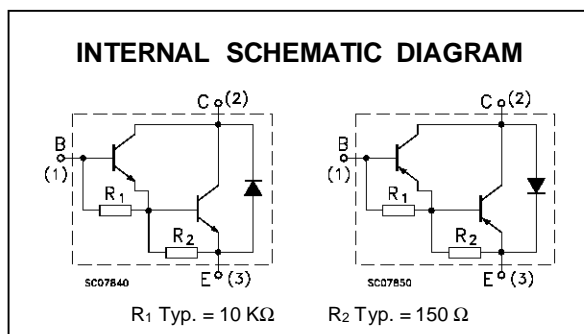 INTERNAL SCHEMATIC DIAGRAM
C (2) C (2)
B B
(1) (1)
R1 R1
R2 R2
E (3) E (3)
SC07840 SC07850
R1 Typ. = 10 KΩ R2 Typ. = 150 Ω